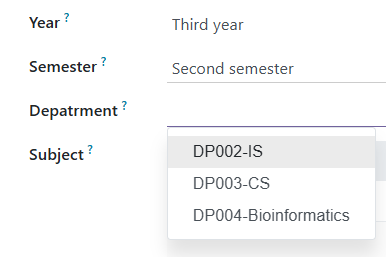 Year ? Third year
Semester ? Second semester
Depatrment ?
DP002-IS
Subject ?
DP003-CS
DP004-Bioinformatics